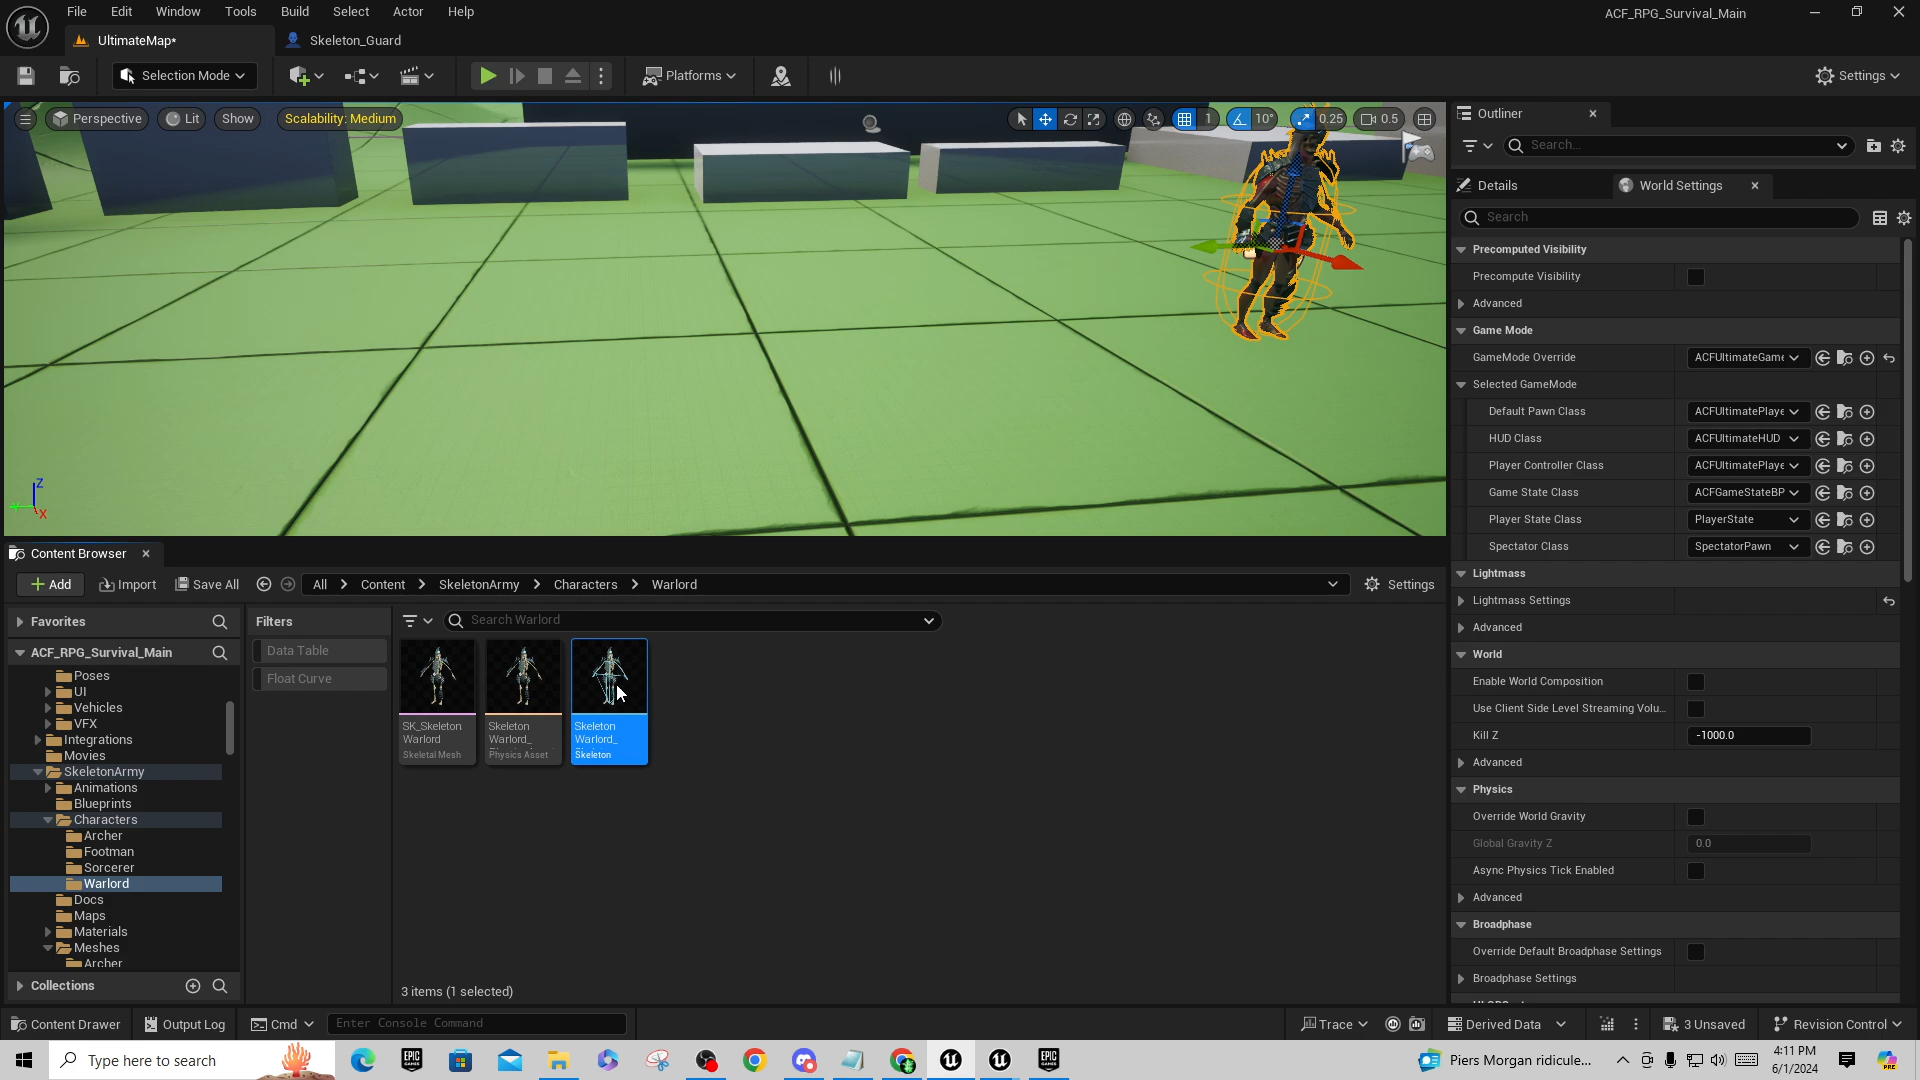 File Edit Window Tools Build Select Actor Help
ACF_RPG_Survival_Main
UltimateMap*
Skeleton_Guard
Selection Mode
Platforms
Settings
Perspective
Lit
Show
Scalability: Medium
1
10°
0.25
0.5
Outliner
Search...
Details
World Settings
Search
Precomputed Visibility
Precompute Visibility
Advanced
Game Mode
GameMode Override
ACFUltimateGame
Selected GameMode
Default Pawn Class
ACFUltimatePlaye
HUD Class
ACFUltimateHUD
Player Controller Class
ACFUltimatePlaye
Game State Class
ACFGameStateBP
Player State Class
PlayerState
Spectator Class
SpectatorPawn
Lightmass
Lightmass Settings
Advanced
World
Enable World Composition
Use Client Side Level Streaming Volu...
Kill Z
-1000.0
Advanced
Physics
Override World Gravity
Global Gravity Z
0.0
Async Physics Tick Enabled
Advanced
Broadphase
Override Default Broadphase Settings
Broadphase Settings
Z
X
Content Browser
Add
Import
Save All
All
Content
SkeletonArmy
Characters
Warlord
Settings
Favorites
ACF_RPG_Survival_Main
Poses
UI
Vehicles
VFX
Integrations
Movies
SkeletonArmy
Animations
Blueprints
Characters
Archer
Footman
Sorcerer
Warlord
Docs
Maps
Materials
Meshes
Archer
Collections
Filters
Data Table
Float Curve
Search Warlord
SK_Skeleton
Warlord
Skeletal Mesh
Skeleton
Warlord_
Physics Asset
Skeleton
Warlord_
Skeleton
3 items (1 selected)
Content Drawer
Output Log
Cmd
Enter Console Command
Trace
Derived Data
3 Unsaved
Revision Control
Type here to search
EPIC
GAMES
EPIC
GAMES
Piers Morgan ridicule...
4:11 PM
6/1/2024
PRE